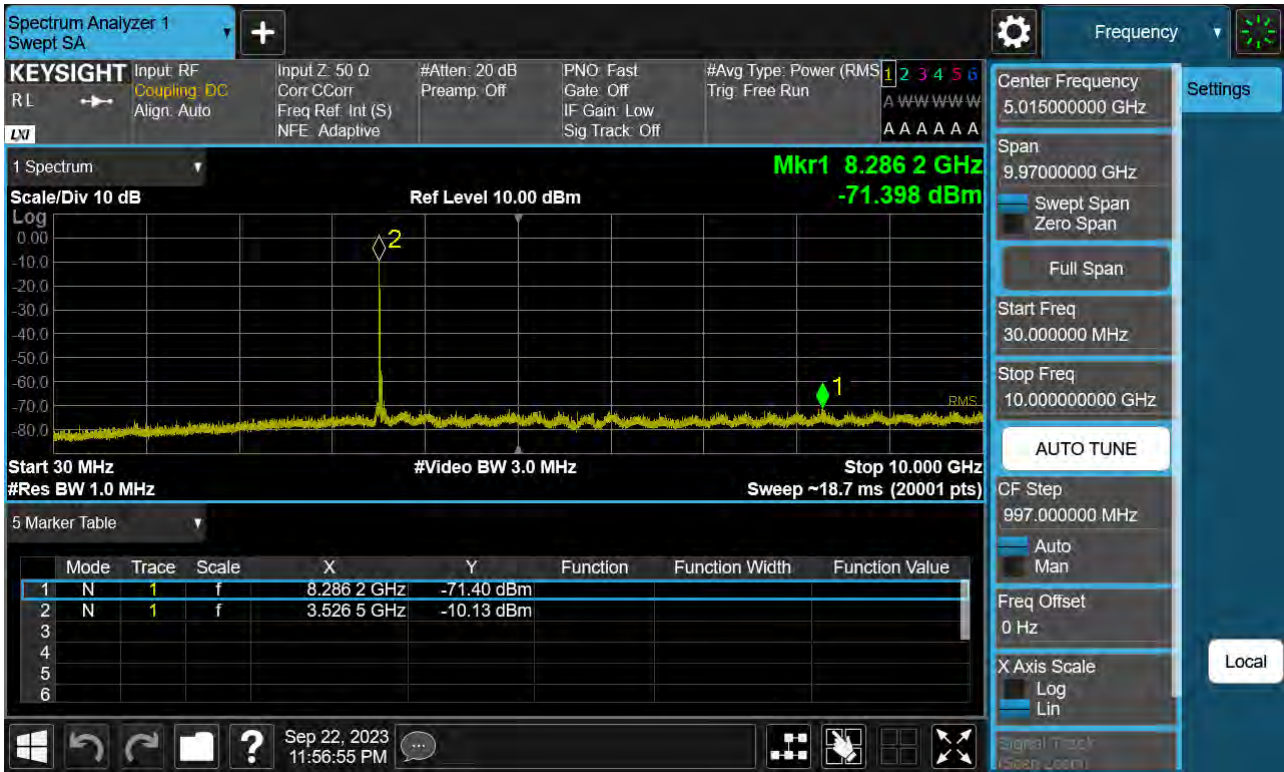 Spectrum Analyzer 1
Swept SA
+
Frequency
KEYSIGHT
RL
LXI
Input: RF
Coupling: DC
Align: Auto
Input Z: 50 Ω
Corr CCorr
Freq Ref: Int (S)
NFE: Adaptive
#Atten: 20 dB
Preamp: Off
PNO: Fast
Gate: Off
IF Gain: Low
Sig Track: Off
#Avg Type: Power (RMS
Trig: Free Run
1 2 3 4 5 6
A W W W W W
A A A A A A
1 Spectrum
Mkr1 8.286 2 GHz
Scale/Div 10 dB
Ref Level 10.00 dBm
-71.398 dBm
Log
0.00
-10.0
-20.0
-30.0
-40.0
-50.0
-60.0
-70.0
-80.0
2
1
RMS
Start 30 MHz
#Video BW 3.0 MHz
Stop 10.000 GHz
#Res BW 1.0 MHz
Sweep ~18.7 ms (20001 pts)
5 Marker Table
Mode Trace Scale X Y Function Function Width Function Value
1 N 1 f 8.286 2 GHz -71.40 dBm
2 N 1 f 3.526 5 GHz -10.13 dBm
3
4
5
6
Center Frequency
5.015000000 GHz
Span
9.97000000 GHz
Swept Span
Zero Span
Full Span
Start Freq
30.000000 MHz
Stop Freq
10.000000000 GHz
AUTO TUNE
CF Step
997.000000 MHz
Auto
Man
Freq Offset
0 Hz
X Axis Scale
Log
Lin
Signal Track
(Span Zoom)
Settings
Local
?
Sep 22, 2023
11:56:55 PM